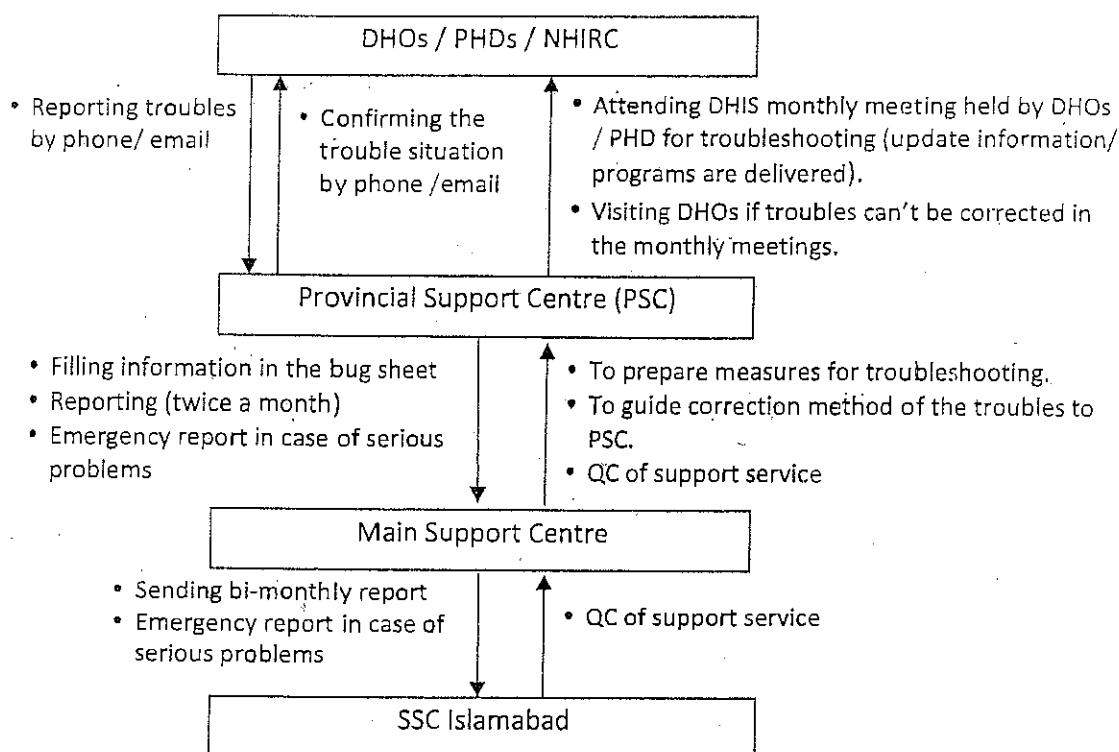 DHOs / PHDs / NHIRC
• Reporting troubles
by phone/ email
• Confirming the
trouble situation
by phone /email
• Attending DHIS monthly meeting held by DHOs
/ PHD for troubleshooting (update information/
programs are delivered).
• Visiting DHOs if troubles can't be corrected in
the monthly meetings.
Provincial Support Centre (PSC)
• Filling information in the bug sheet
• Reporting (twice a month)
• Emergency report in case of serious
problems
• To prepare measures for troubleshooting.
• To guide correction method of the troubles to
PSC.
• QC of support service
Main Support Centre
• Sending bi-monthly report
• Emergency report in case of
serious problems
• QC of support service
SSC Islamabad